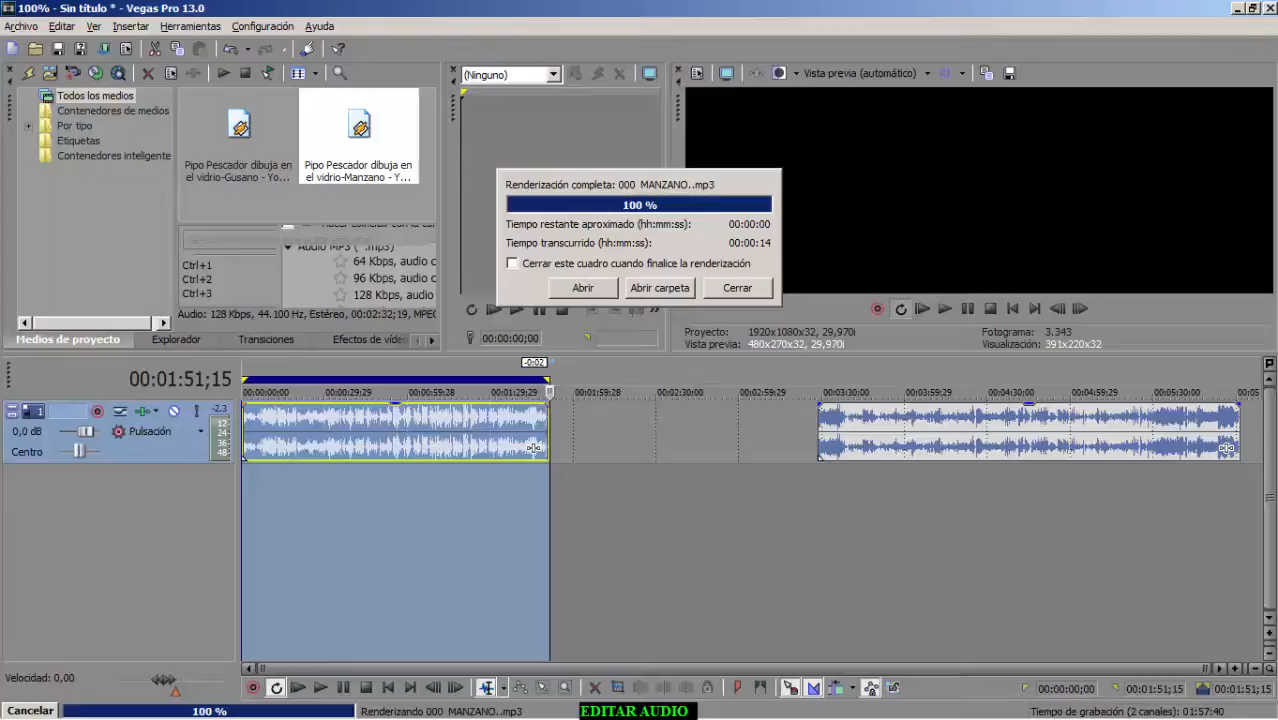 100% - Sin título * - Vegas Pro 13.0
Archivo Editar Ver Insertar Herramientas Configuración Ayuda
(Ninguno)
Vista previa (automático)
Todos los medios
Contenedores de medios
Por tipo
Etiquetas
Contenedores inteligente
Pipo Pescador dibuja en
el vidrio-Gusano - Yo...
Pipo Pescador dibuja en
el vidrio-Manzano - Y...
Ctrl+1
Ctrl+2
Ctrl+3
64 Kbps, audio c
96 Kbps, audio c
128 Kbps, audio
Audio: 128 Kbps, 44.100 Hz, Estéreo, 00:02:32;19, MPEC
Renderización completa: 000 MANZANO..mp3
100 %
Tiempo restante aproximado (hh:mm:ss): 00:00:00
Tiempo transcurrido (hh:mm:ss): 00:00:14
Cerrar este cuadro cuando finalice la renderización
Abrir Abrir carpeta Cerrar
Medios de proyecto Explorador Transiciones Efectos de víde
00:00:00;00
Proyecto: 1920x1080x32, 29,970i
Vista previa: 480x270x32, 29,970i
Fotograma: 3.343
Visualización: 391x220x32
-0:02
00:01:51;15
00:00:00;00 00:00:29;29 00:00:59;28 00:01:29;29 00:01:59;28 00:02:30;00 00:02:59;29 00:03:30;00 00:03:59;29 00:04:30;00 00:04:59;29 00:05:30;00 00:05
1
-2.3
12
24
36
48
0,0 dB
Pulsación
Centro
Velocidad: 0,00
00:00:00;00 00:01:51;15 00:01:51;15
Cancelar
100 %
Renderizando 000 MANZANO..mp3
EDITAR AUDIO
Tiempo de grabación (2 canales): 01:57:40